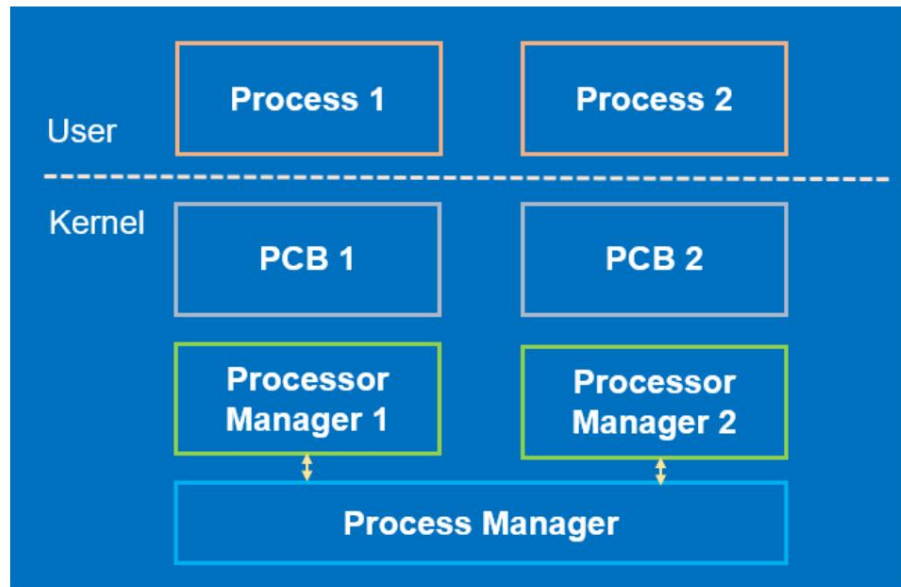 Process 1
Process 2
User
Kernel
PCB 1
PCB 2
Processor
Manager 1
Processor
Manager 2
Process Manager